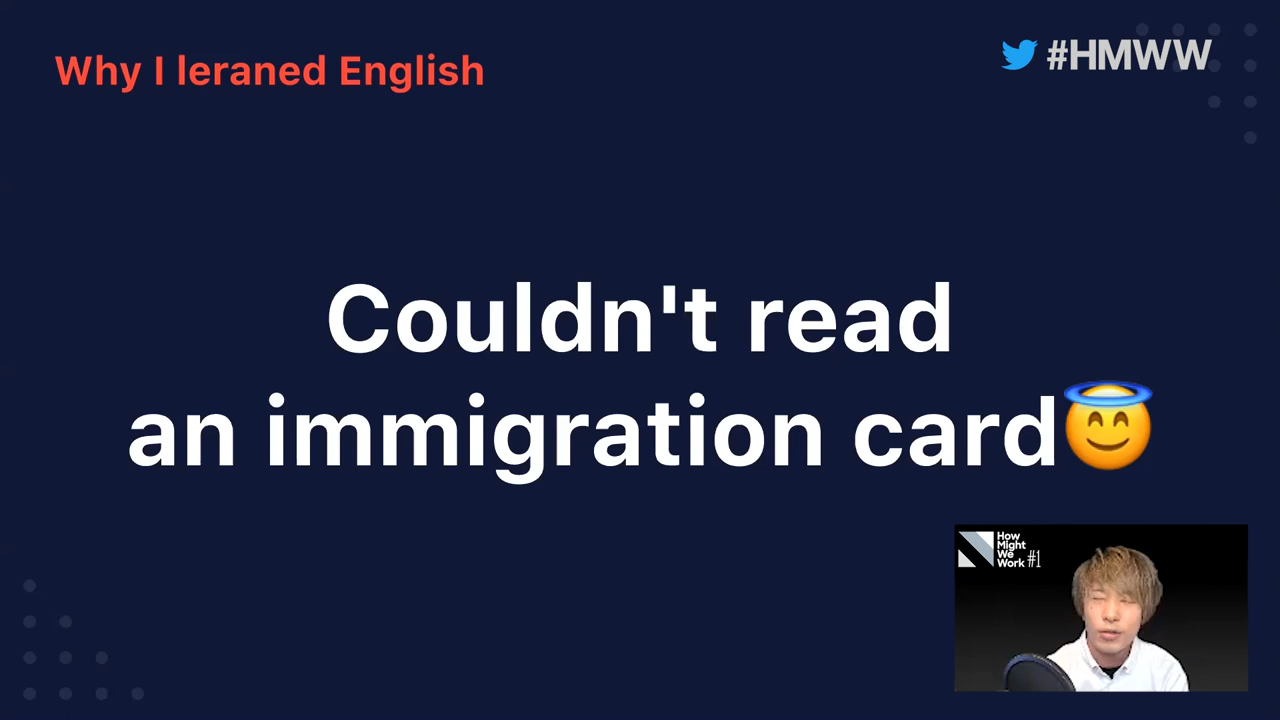 Why I leraned English
#HMWW
Couldn't read
an immigration card😇
How
Might
We
Work #1